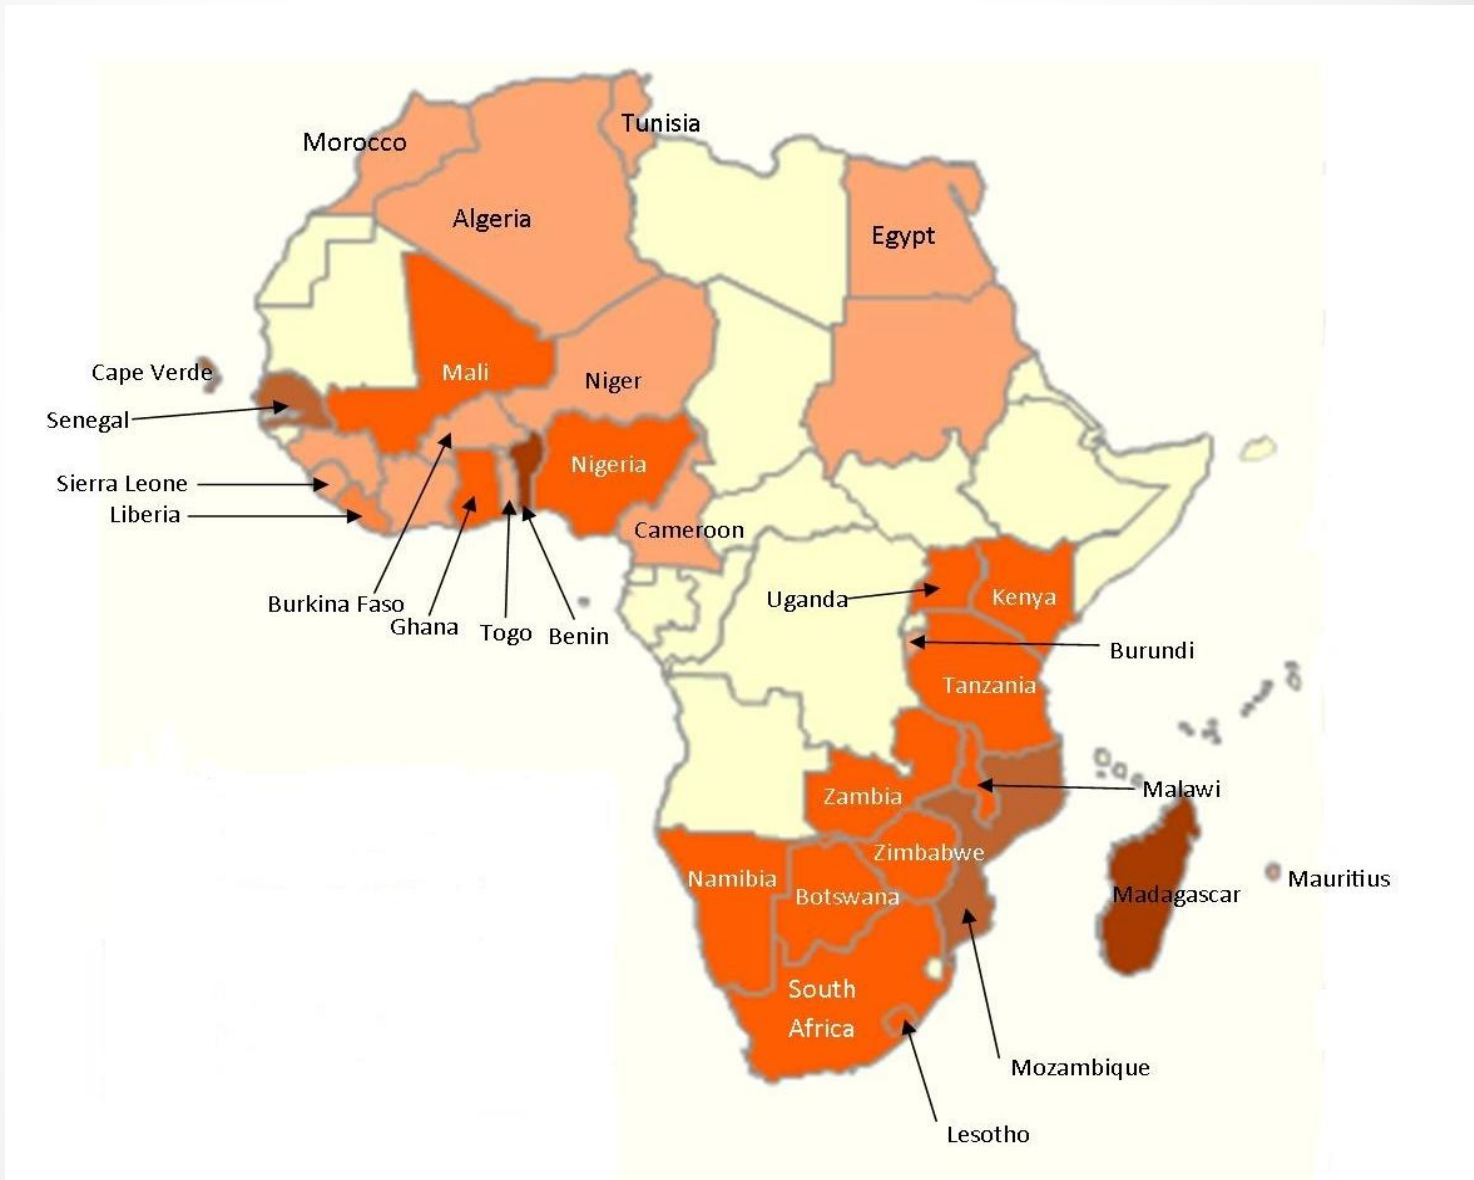 Tunisia
Morocco
Algeria
Egypt
Cape Verde
Mali
Niger
Senegal
Nigeria
Sierra Leone
Liberia
Cameroon
Burkina Faso
Ghana
Togo
Benin
Uganda
Kenya
Burundi
Tanzania
Malawi
Zambia
Zimbabwe
Namibia
Botswana
Madagascar
Mauritius
South
Africa
Mozambique
Lesotho